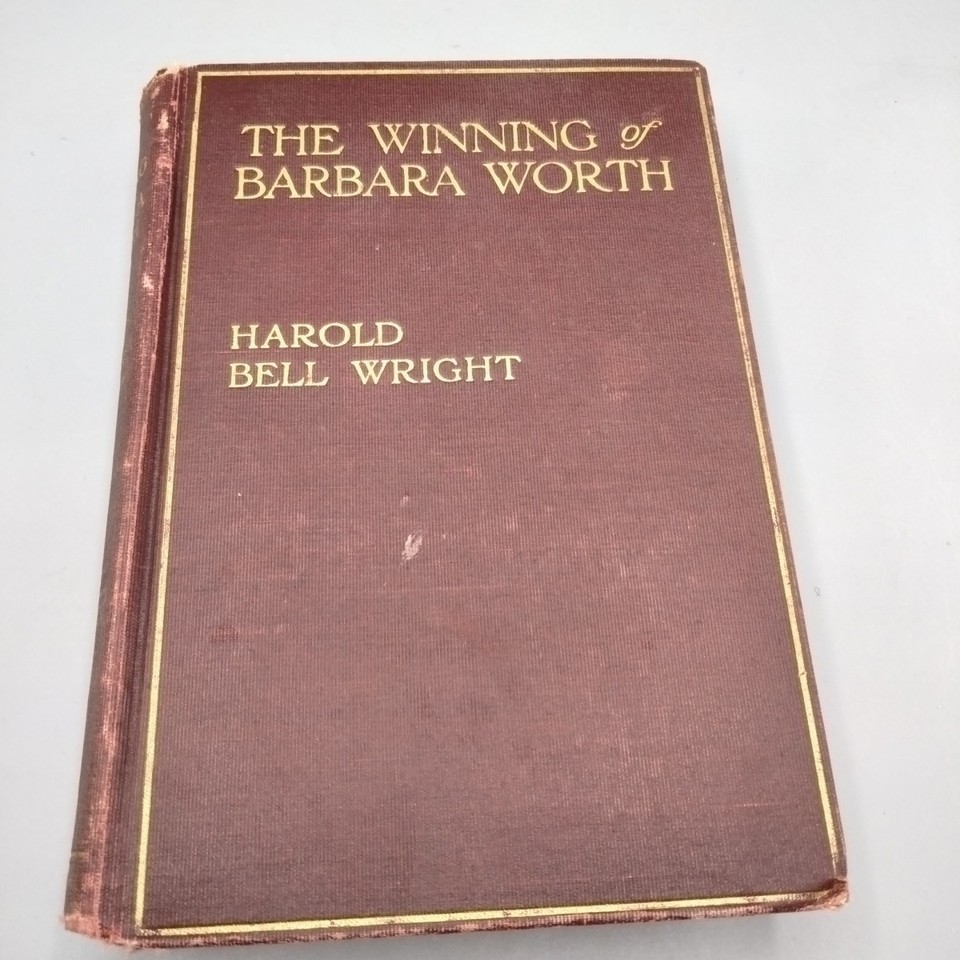 THE WINNING of
BARBARA WORTH
HAROLD
BELL WRIGHT